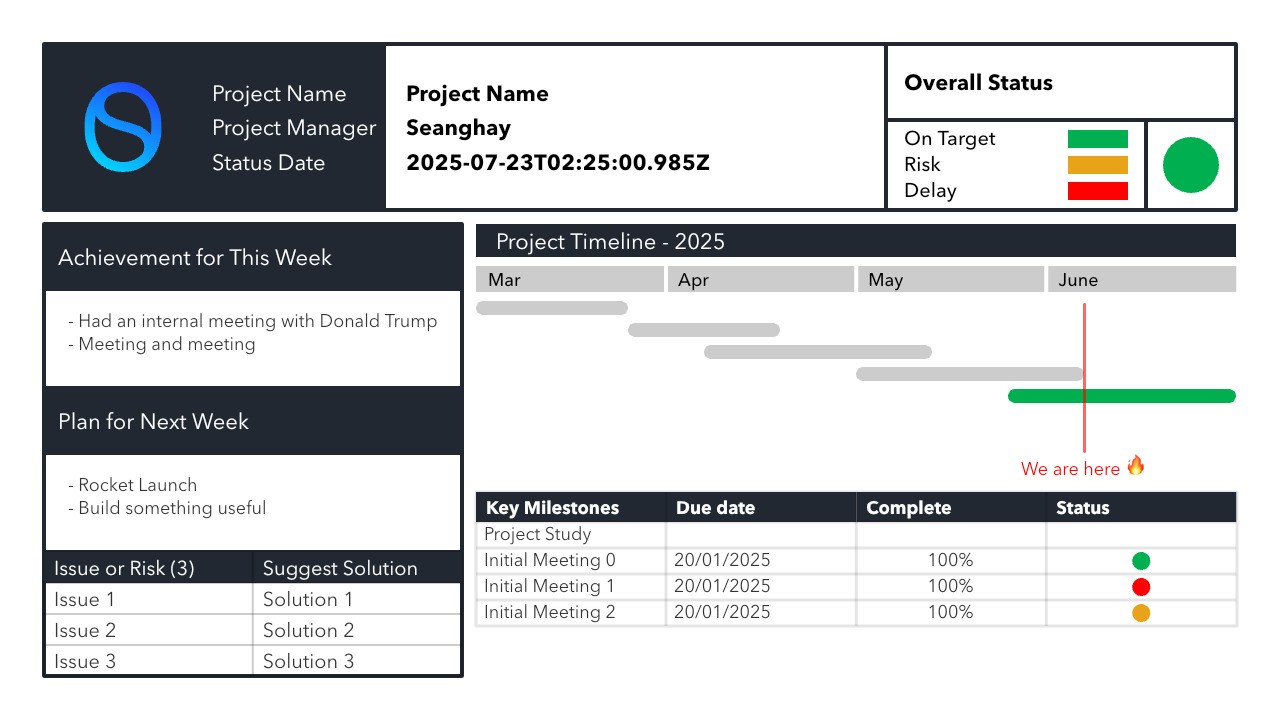 Project Name
Project Manager
Status Date
Project Name
Seanghay
2025-07-23T02:25:00.985Z
Overall Status
On Target
Risk
Delay
Achievement for This Week
- Had an internal meeting with Donald Trump
- Meeting and meeting
Plan for Next Week
- Rocket Launch
- Build something useful
Issue or Risk (3) Suggest Solution
Issue 1 Solution 1
Issue 2 Solution 2
Issue 3 Solution 3
Project Timeline - 2025
Mar Apr May June
We are here 🔥
Key Milestones Due date Complete Status
Project Study
Initial Meeting 0 20/01/2025 100%
Initial Meeting 1 20/01/2025 100%
Initial Meeting 2 20/01/2025 100%